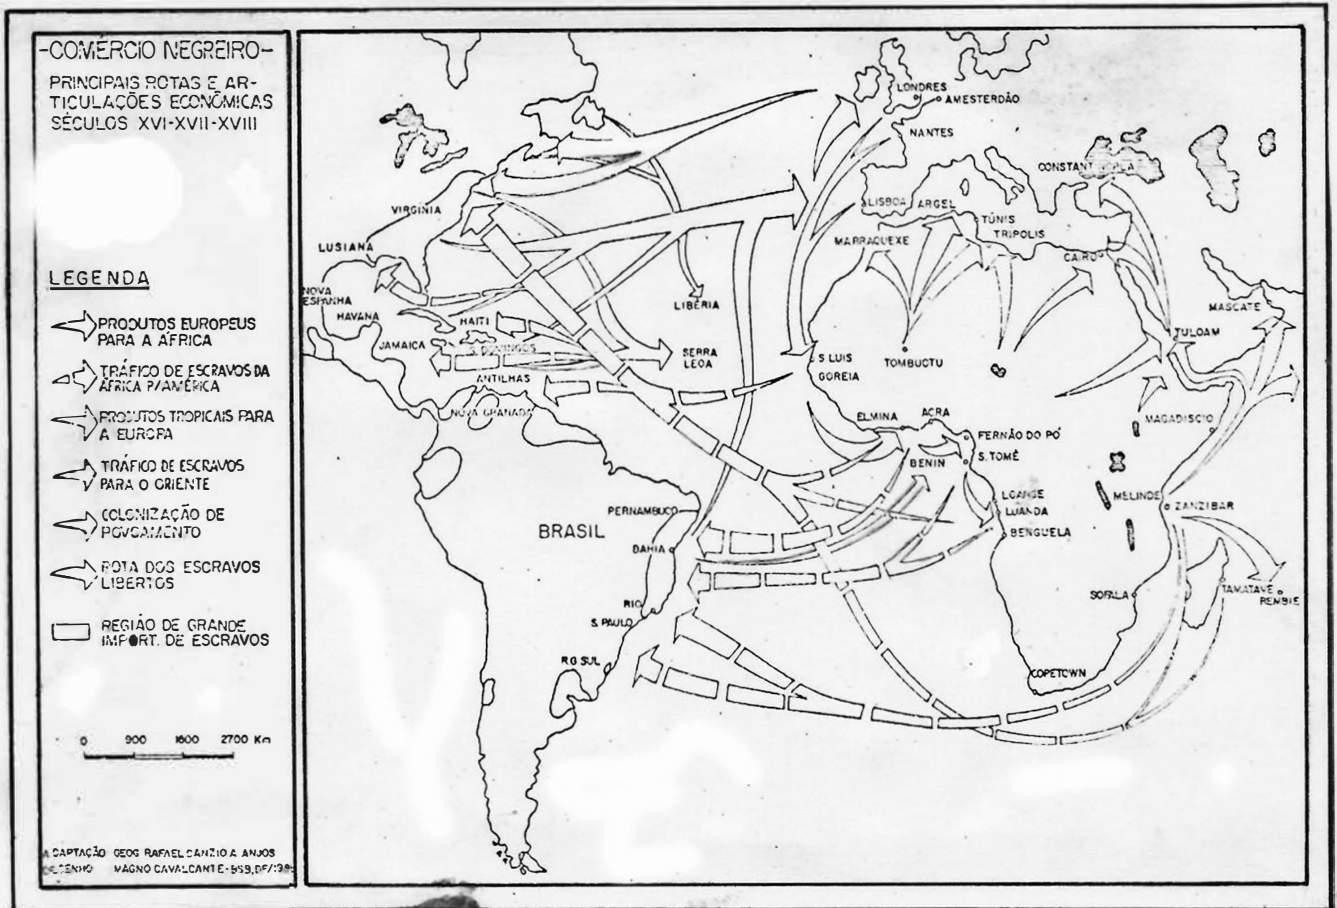 -COMÉRCIO NEGREIRO-
PRINCIPAIS ROTAS E AR-
TICULAÇÕES ECONÔMICAS
SÉCULOS XVI-XVII-XVIII
LEGENDA
PRODUTOS EUROPEUS
PARA A ÁFRICA
TRÁFICO DE ESCRAVOS DA
ÁFRICA P/AMÉRICA
PRODUTOS TROPICAIS PARA
A EUROPA
TRÁFICO DE ESCRAVOS
PARA O ORIENTE
COLONIZAÇÃO DE
POVOAMENTO
ROTA DOS ESCRAVOS
LIBERTOS
REGIÃO DE GRANDE
IMPORT. DE ESCRAVOS
0 900 1800 2700 Km
ADAPTAÇÃO GEOG RAFAEL SANZIO A. ANJOS
DESENHO MAGNO CAVALCANTE-BSB,DF/
LONDRES
AMESTERDÃO
NANTES
LISBOA
ARGEL
TÚNIS
TRIPOLIS
MARRAQUEXE
CAIRO
MASCATE
VIRGINIA
LUSIANA
NOVA
ESPANHA
HAVANA
JAMAICA
HAITI
S. DOMINGOS
ANTILHAS
NOVA GRANADA
LIBÉRIA
SERRA
LEOA
S LUIS
GOREIA
TOMBUCTU
TULOAM
ELMINA
ACRA
FERNÃO DO PÓ
S. TOMÉ
BENIN
MAGADISCIO
LOANGE
LUANDA
BENGUELA
MELINDE
ZANZIBAR
PERNAMBUCO
BRASIL
BAHIA
RIO
S. PAULO
R.G SUL
SOFALA
TAMATAVE
COPETOWN